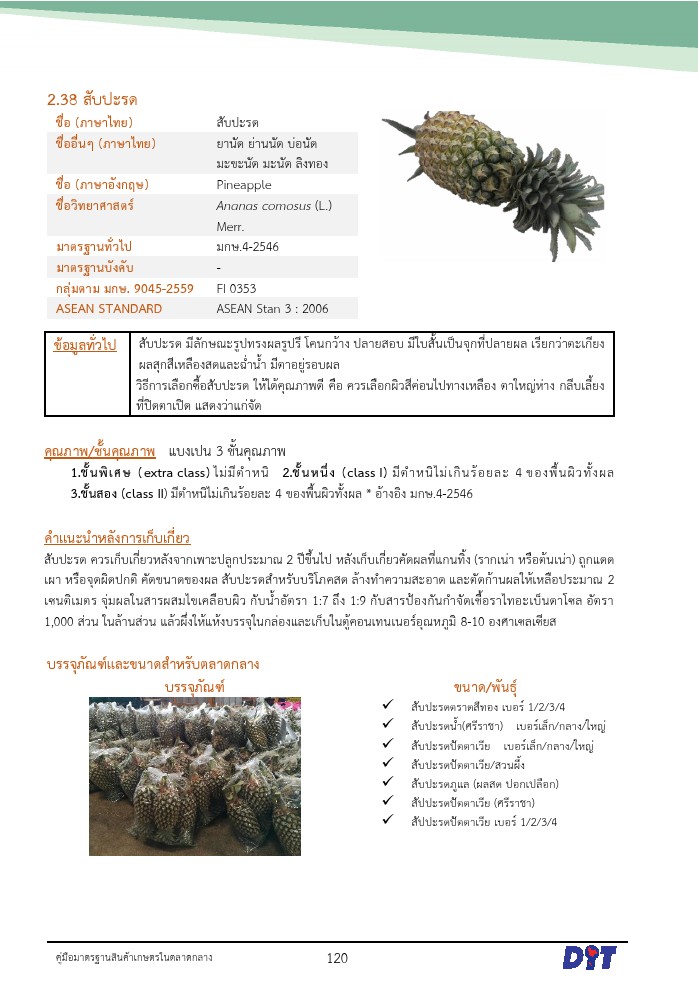 2.38 สับปะรด
ชื่อ (ภาษาไทย) สับปะรด
ชื่ออื่นๆ (ภาษาไทย) ยานัด ย่านนัด บ่อนัด
มะขะนัด มะนัด ลิงทอง
ชื่อ (ภาษาอังกฤษ) Pineapple
ชื่อวิทยาศาสตร์ Ananas comosus (L.)
Merr.
มาตรฐานทั่วไป มกษ.4-2546
มาตรฐานบังคับ -
กลุ่มตาม มกษ. 9045-2559 FI 0353
ASEAN STANDARD ASEAN Stan 3 : 2006
ข้อมูลทั่วไป สับปะรด มีลักษณะรูปทรงผลรูปรี โคนกว้าง ปลายสอบ มีใบสั้นเป็นจุกที่ปลายผล เรียกว่าตะเกียง
ผลสุกสีเหลืองสดและฉ่ำน้ำ มีตาอยู่รอบผล
วิธีการเลือกซื้อสับปะรด ให้ได้คุณภาพดี คือ ควรเลือกผิวสีค่อนไปทางเหลือง ตาใหญ่ห่าง กลีบเลี้ยง
ที่ปิดตาเปิด แสดงว่าแก่จัด
คุณภาพ/ชั้นคุณภาพ แบงเปน 3 ชั้นคุณภาพ
1.ชั้นพิเศษ (extra class) ไม่มีตำหนิ 2.ชั้นหนึ่ง (class I) มีตำหนิไม่เกินร้อยละ 4 ของพื้นผิวทั้งผล
3.ชั้นสอง (class II) มีตำหนิไม่เกินร้อยละ 4 ของพื้นผิวทั้งผล * อ้างอิง มกษ.4-2546
คำแนะนำหลังการเก็บเกี่ยว
สับปะรด ควรเก็บเกี่ยวหลังจากเพาะปลูกประมาณ 2 ปีขึ้นไป หลังเก็บเกี่ยวคัดผลที่แกนทิ้ง (รากเน่า หรือต้นเน่า) ถูกแดด
เผา หรือจุดผิดปกติ คัดขนาดของผล สับปะรดสำหรับบริโภคสด ล้างทำความสะอาด และตัดก้านผลให้เหลือประมาณ 2
เซนติเมตร จุ่มผลในสารผสมไขเคลือบผิว กับน้ำอัตรา 1:7 ถึง 1:9 กับสารป้องกันกำจัดเชื้อราไทอะเบ็นดาโซล อัตรา
1,000 ส่วน ในล้านส่วน แล้วผึ่งให้แห้งบรรจุในกล่องและเก็บในตู้คอนเทนเนอร์อุณหภูมิ 8-10 องศาเซลเซียส
บรรจุภัณฑ์และขนาดสำหรับตลาดกลาง
บรรจุภัณฑ์ ขนาด/พันธุ์
✓ สับปะรดตราดสีทอง เบอร์ 1/2/3/4
✓ สับปะรดน้ำ(ศรีราชา) เบอร์เล็ก/กลาง/ใหญ่
✓ สับปะรดปัตตาเวีย เบอร์เล็ก/กลาง/ใหญ่
✓ สับปะรดปัตตาเวีย/สวนผึ้ง
✓ สับปะรดภูแล (ผลสด ปอกเปลือก)
✓ สัปปะรดปัตตาเวีย (ศรีราชา)
✓ สัปปะรดปัตตาเวีย เบอร์ 1/2/3/4
คู่มือมาตรฐานสินค้าเกษตรในตลาดกลาง 120 DIT